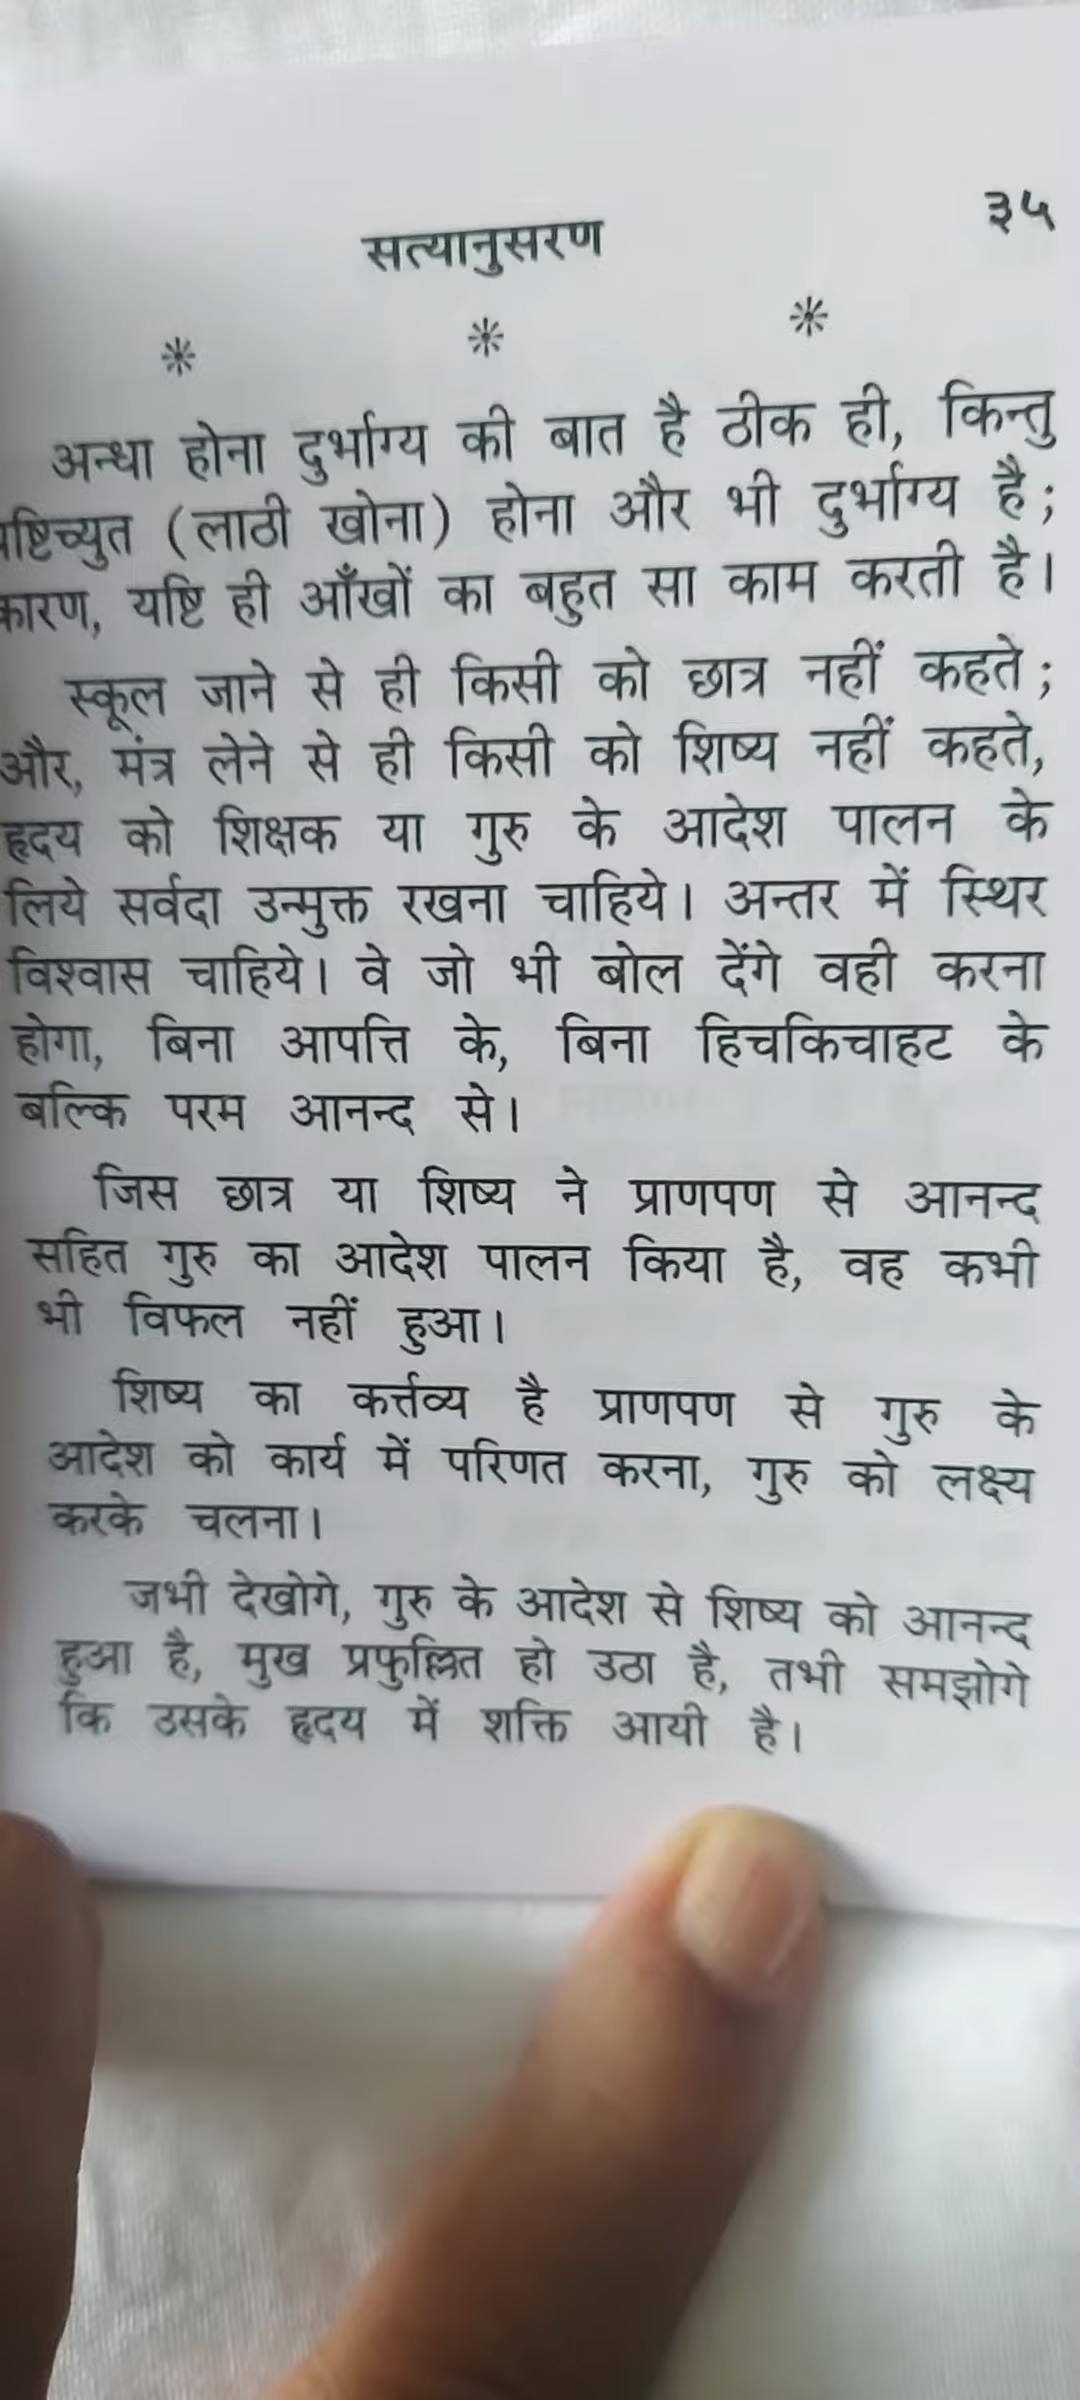 ३५
सत्यानुसरण
* * *
अन्धा होना दुर्भाग्य की बात है ठीक ही, किन्तु
यष्टिच्युत (लाठी खोना) होना और भी दुर्भाग्य है;
कारण, यष्टि ही आँखों का बहुत सा काम करती है।
स्कूल जाने से ही किसी को छात्र नहीं कहते;
और, मंत्र लेने से ही किसी को शिष्य नहीं कहते,
हृदय को शिक्षक या गुरु के आदेश पालन के
लिये सर्वदा उन्मुक्त रखना चाहिये। अन्तर में स्थिर
विश्वास चाहिये। वे जो भी बोल देंगे वही करना
होगा, बिना आपत्ति के, बिना हिचकिचाहट के
बल्कि परम आनन्द से।
जिस छात्र या शिष्य ने प्राणपण से आनन्द
सहित गुरु का आदेश पालन किया है, वह कभी
भी विफल नहीं हुआ।
शिष्य का कर्त्तव्य है प्राणपण से गुरु के
आदेश को कार्य में परिणत करना, गुरु को लक्ष्य
करके चलना।
जभी देखोगे, गुरु के आदेश से शिष्य को आनन्द
हुआ है, मुख प्रफुल्लित हो उठा है, तभी समझोगे
कि उसके हृदय में शक्ति आयी है।